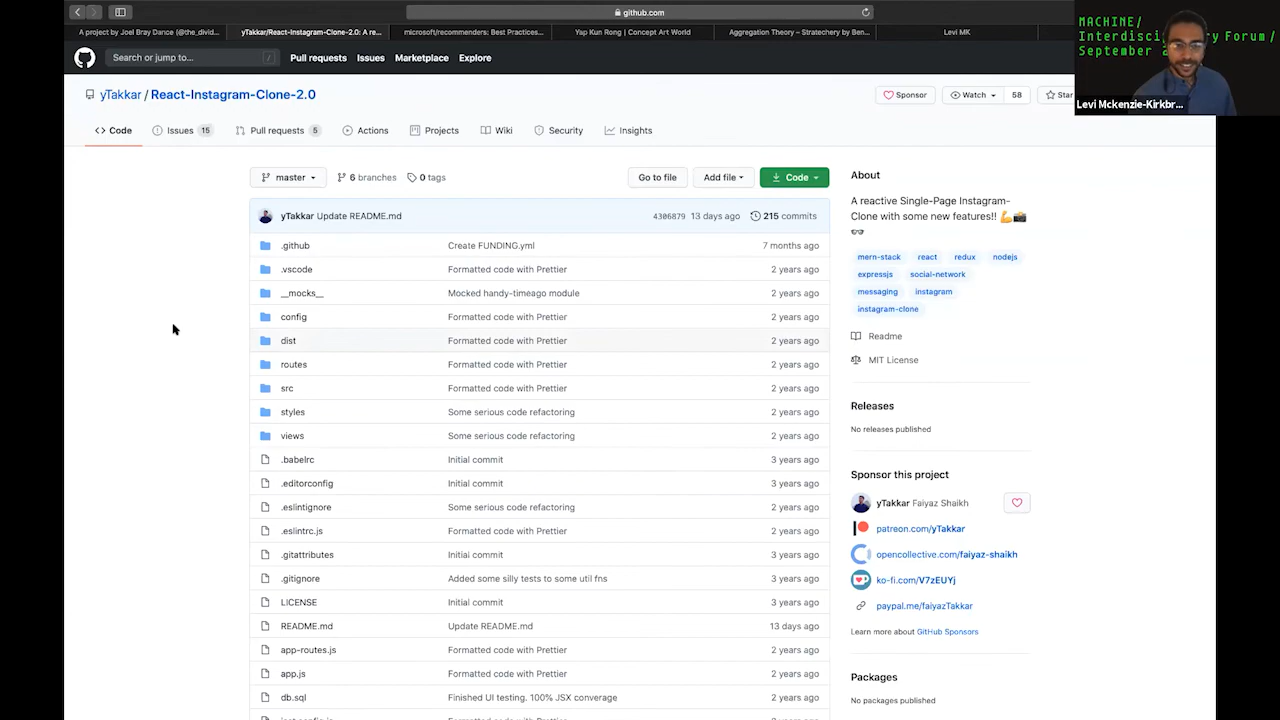 github.com
A project by Joel Bray Dance (@the_divid...
yTakkar/React-Instagram-Clone-2.0: A re...
microsoft/recommenders: Best Practices...
Yap Kun Rong | Concept Art World
Aggregation Theory – Stratechery by Ben...
Levi MK
MACHINE/
Interdisci
y Forum/
September 2
Levi Mckenzie-Kirkbr...
Search or jump to...
/
Pull requests
Issues
Marketplace
Explore
yTakkar / React-Instagram-Clone-2.0
Sponsor
Watch
58
Star
Code
Issues 15
Pull requests 5
Actions
Projects
Wiki
Security
Insights
master
6 branches
0 tags
Go to file
Add file
Code
yTakkar Update README.md
4306879 13 days ago
215 commits
.github Create FUNDING.yml 7 months ago
.vscode Formatted code with Prettier 2 years ago
__mocks__ Mocked handy-timeago module 2 years ago
config Formatted code with Prettier 2 years ago
dist Formatted code with Prettier 2 years ago
routes Formatted code with Prettier 2 years ago
src Formatted code with Prettier 2 years ago
styles Some serious code refactoring 2 years ago
views Some serious code refactoring 2 years ago
.babelrc Initial commit 3 years ago
.editorconfig Initial commit 3 years ago
.eslintignore Some serious code refactoring 2 years ago
.eslintrc.js Formatted code with Prettier 2 years ago
.gitattributes Initial commit 3 years ago
.gitignore Added some silly tests to some util fns 2 years ago
LICENSE Initial commit 3 years ago
README.md Update README.md 13 days ago
app-routes.js Formatted code with Prettier 2 years ago
app.js Formatted code with Prettier 2 years ago
db.sql Finished UI testing. 100% JSX converage 2 years ago
About
A reactive Single-Page Instagram-
Clone with some new features!! 💪📸
👓
mern-stack react redux nodejs
expressjs social-network
messaging instagram
instagram-clone
Readme
MIT License
Releases
No releases published
Sponsor this project
yTakkar Faiyaz Shaikh
patreon.com/yTakkar
opencollective.com/faiyaz-shaikh
ko-fi.com/V7zEUYj
paypal.me/faiyazTakkar
Learn more about GitHub Sponsors
Packages
No packages published